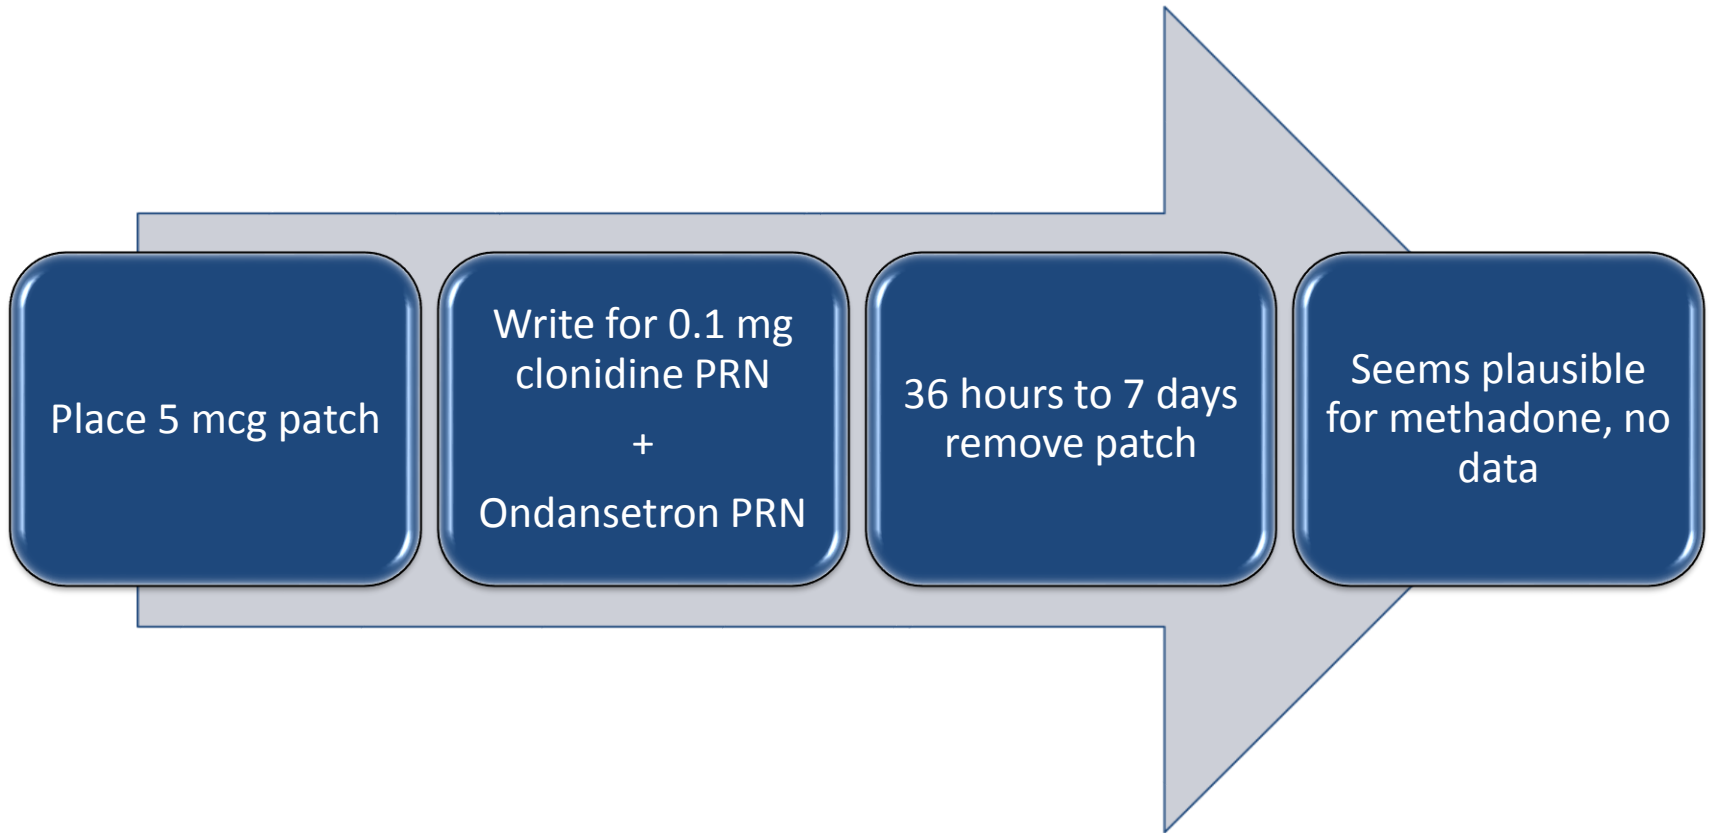 Place 5 mcg patch
Write for 0.1 mg
clonidine PRN
+
Ondansetron PRN
36 hours to 7 days
remove patch
Seems plausible
for methadone, no
data